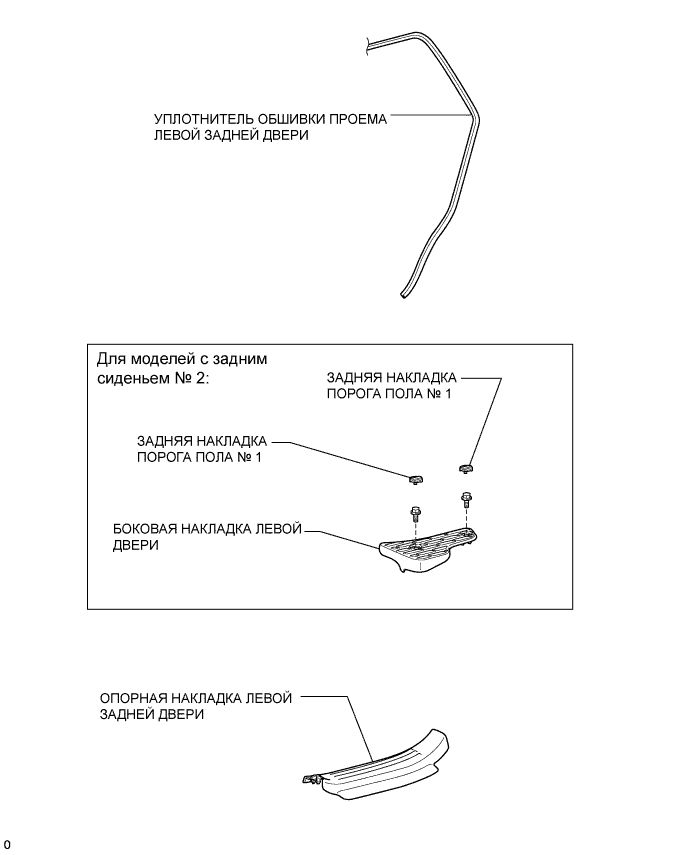 УПЛОТНИТЕЛЬ ОБШИВКИ ПРОЕМА
ЛЕВОЙ ЗАДНЕЙ ДВЕРИ
Для моделей с задним
сиденьем № 2:
ЗАДНЯЯ НАКЛАДКА
ПОРОГА ПОЛА № 1
ЗАДНЯЯ НАКЛАДКА
ПОРОГА ПОЛА № 1
БОКОВАЯ НАКЛАДКА ЛЕВОЙ
ДВЕРИ
ОПОРНАЯ НАКЛАДКА ЛЕВОЙ
ЗАДНЕЙ ДВЕРИ
0